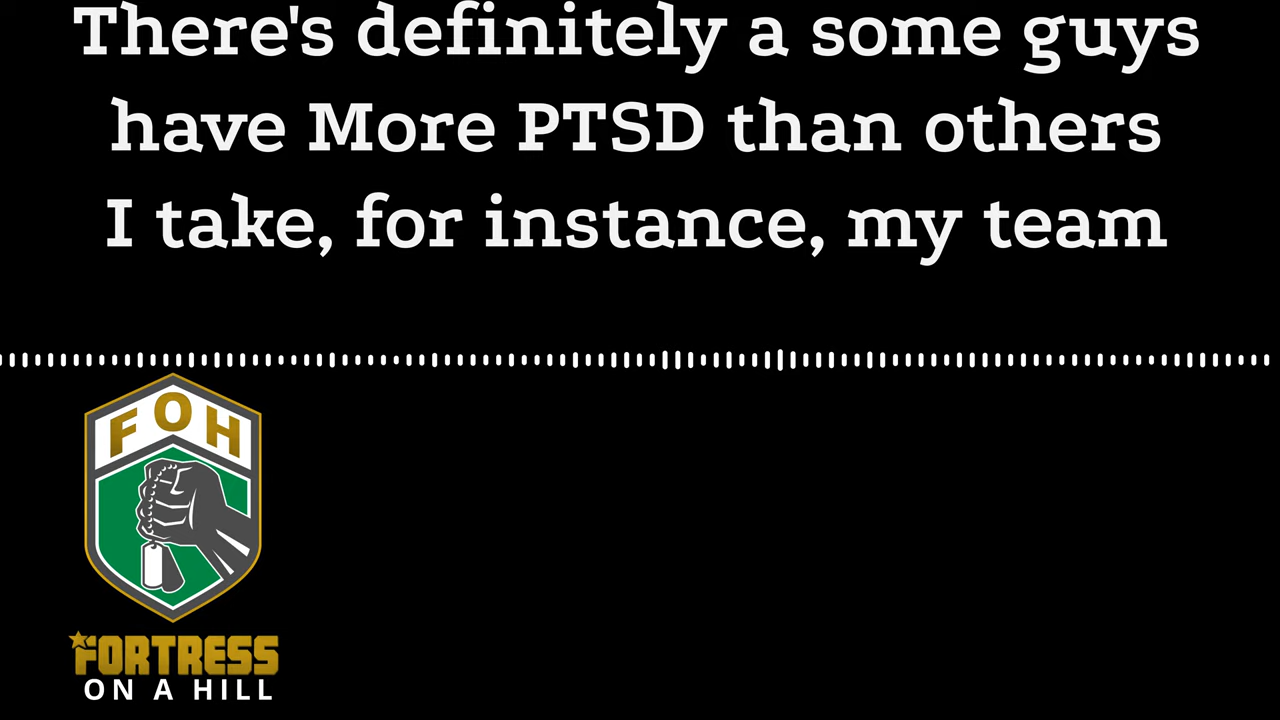 There's definitely a some guys
have More PTSD than others
I take, for instance, my team
FOH
FORTRESS
ON A HILL